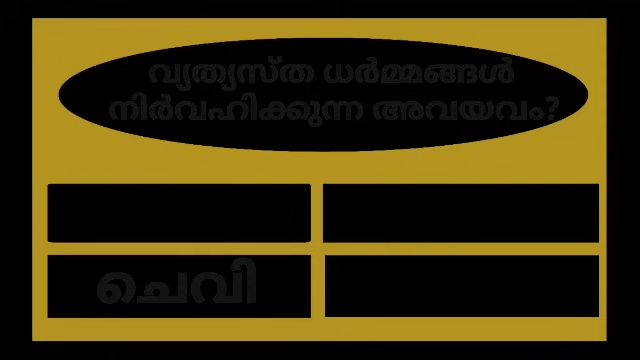 വ്യത്യസ്ത ധർമ്മങ്ങൾ
നിർവഹിക്കുന്ന അവയവം?
ചെവി